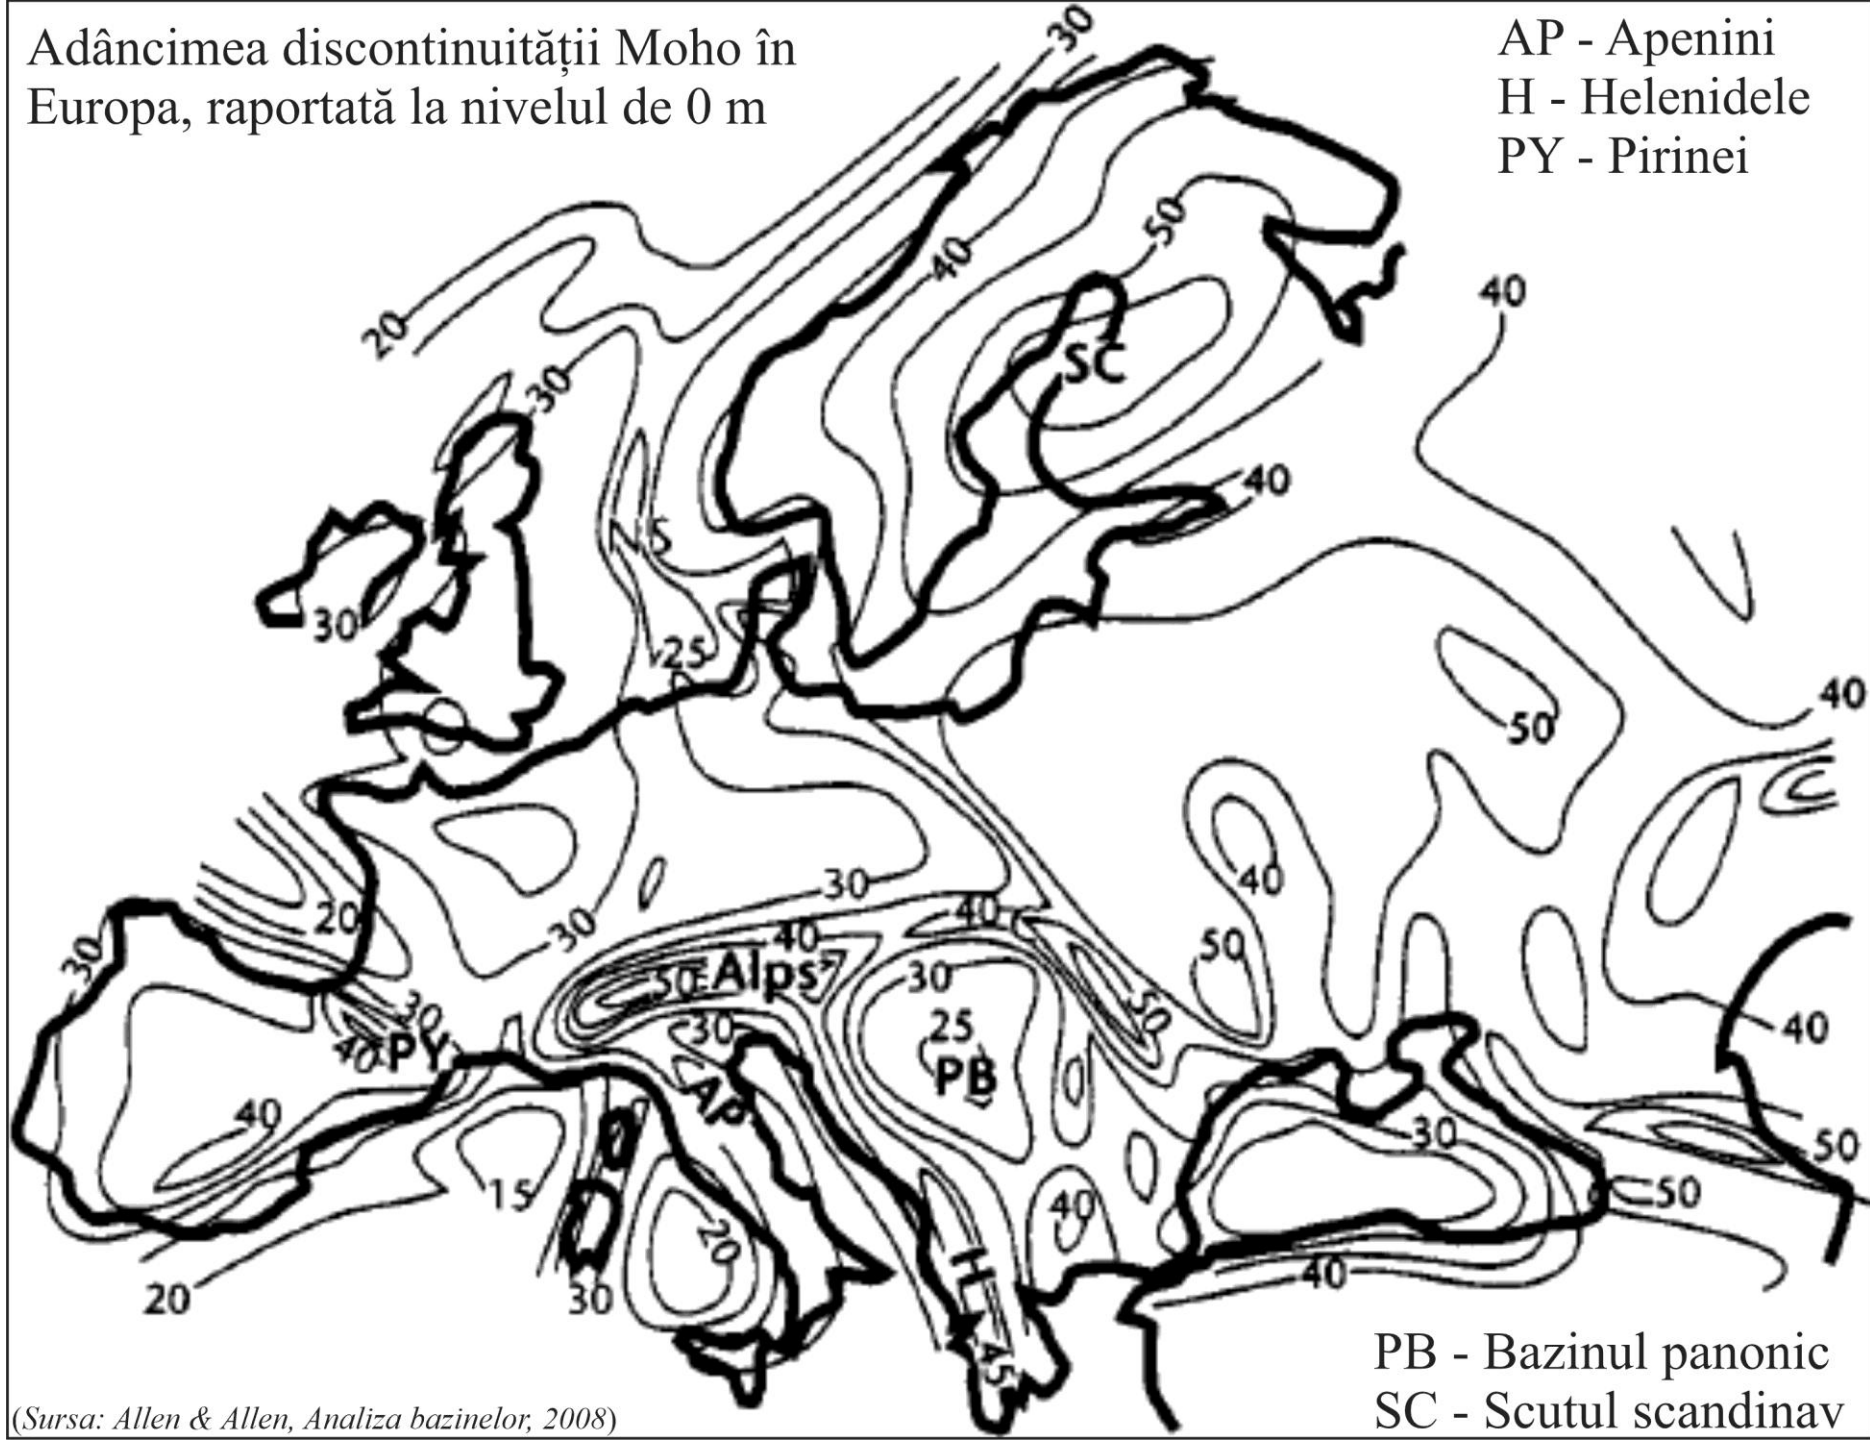 Adâncimea discontinuității Moho în
Europa, raportată la nivelul de 0 m
AP - Apenini
H - Helenidele
PY - Pirinei
30
50
40
40
20
SC
30
40
NS
30
25
40
50
40
30
20
30
40
50
30
40
50
Alps
30
25
50
30
30
40
PY
PB
40
AP
40
30
50
15
50
20
40
H
20
30
40
45
PB - Bazinul panonic
SC - Scutul scandinav
(Sursa: Allen & Allen, Analiza bazinelor, 2008)